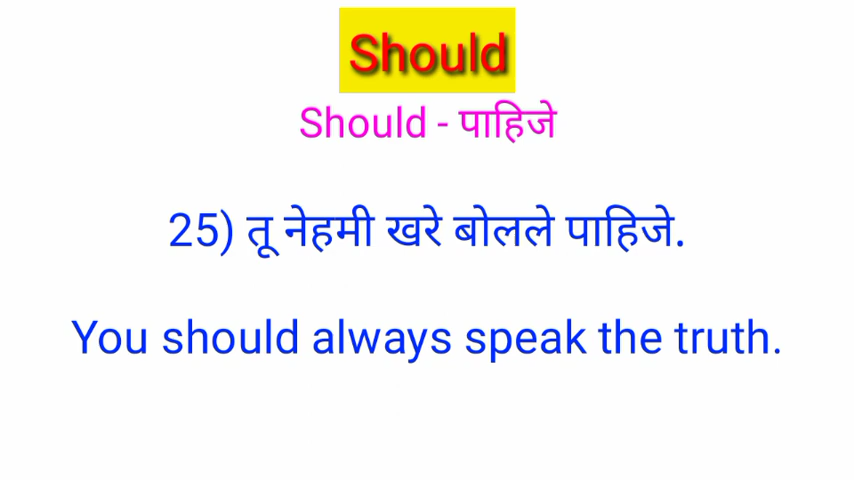 Should
Should - पाहिजे
25) तू नेहमी खरे बोलले पाहिजे.
You should always speak the truth.